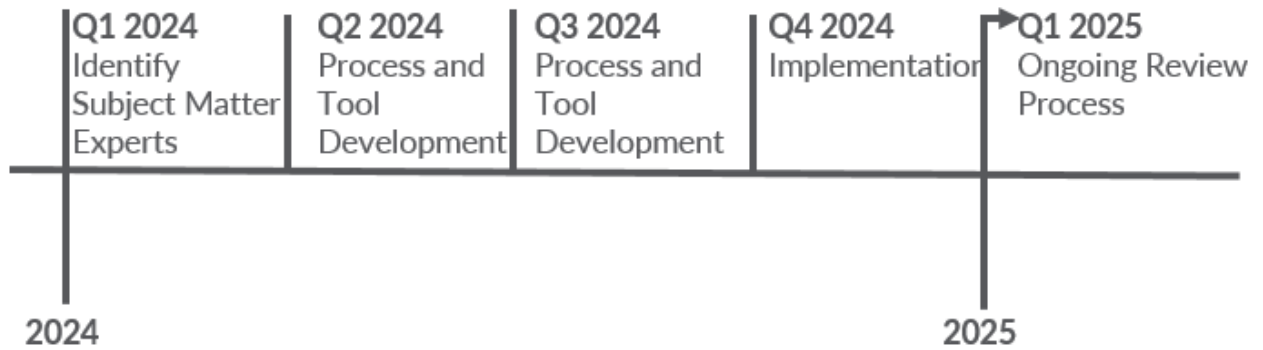 Q1 2024
Identify
Subject Matter
Experts
Q2 2024
Process and
Tool
Development
Q3 2024
Process and
Tool
Development
Q4 2024
Implementation
Q1 2025
Ongoing Review
Process
2024
2025